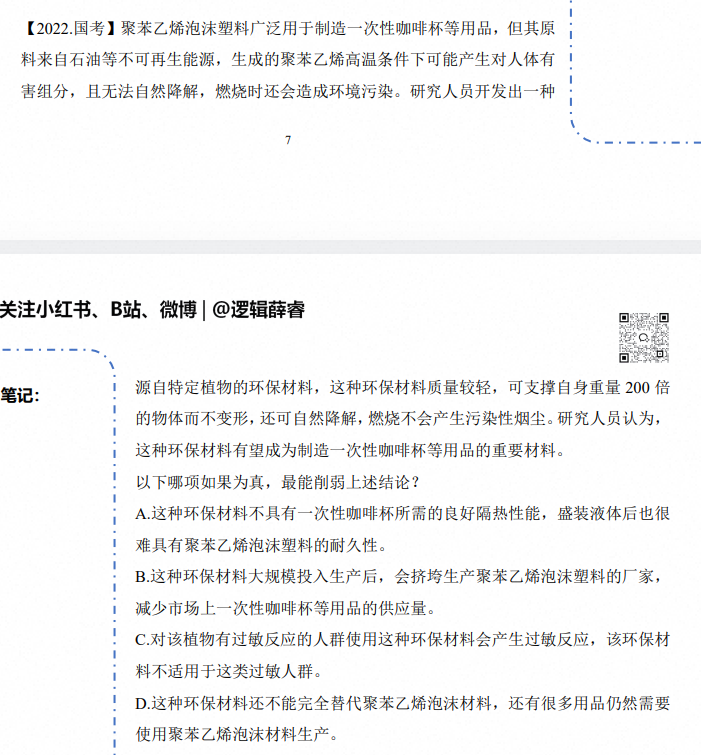 【2022.国考】聚苯乙烯泡沫塑料广泛用于制造一次性咖啡杯等用品，但其原
料来自石油等不可再生能源，生成的聚苯乙烯高温条件下可能产生对人体有
害组分，且无法自然降解，燃烧时还会造成环境污染。研究人员开发出一种
7
关注小红书、B站、微博 | @逻辑薛睿
笔记：
源自特定植物的环保材料，这种环保材料质量较轻，可支撑自身重量 200 倍
的物体而不变形，还可自然降解，燃烧不会产生污染性烟尘。研究人员认为，
这种环保材料有望成为制造一次性咖啡杯等用品的重要材料。
以下哪项如果为真，最能削弱上述结论？
A.这种环保材料不具有一次性咖啡杯所需的良好隔热性能，盛装液体后也很
难具有聚苯乙烯泡沫塑料的耐久性。
B.这种环保材料大规模投入生产后，会挤垮生产聚苯乙烯泡沫塑料的厂家，
减少市场上一次性咖啡杯等用品的供应量。
C.对该植物有过敏反应的人群使用这种环保材料会产生过敏反应，该环保材
料不适用于这类过敏人群。
D.这种环保材料还不能完全替代聚苯乙烯泡沫材料，还有很多用品仍然需要
使用聚苯乙烯泡沫材料生产。